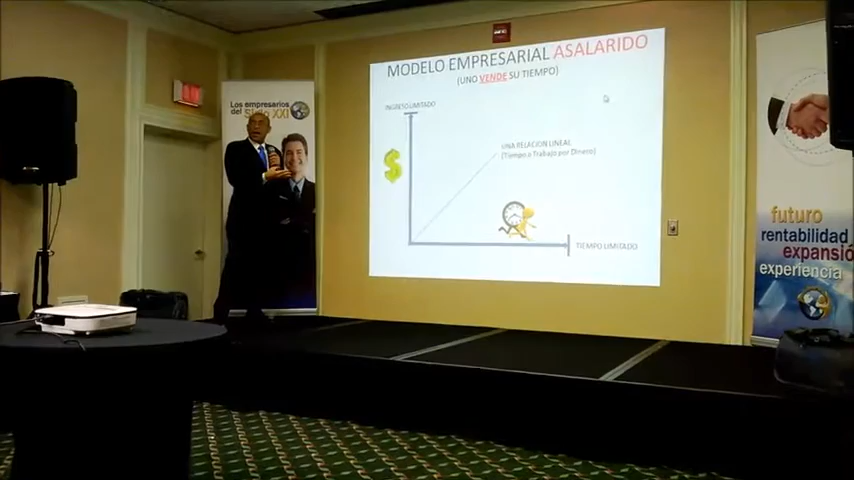 MODELO EMPRESARIAL ASALARIDO
(UNO VENDE SU TIEMPO)
INGRESO LIMITADO
UNA RELACION LINEAL
(Tiempo o Trabajo por Dinero)
$
TIEMPO LIMITADO
Los empresarios
del Siglo XXI
futuro
rentabilidad
expansión
experiencia